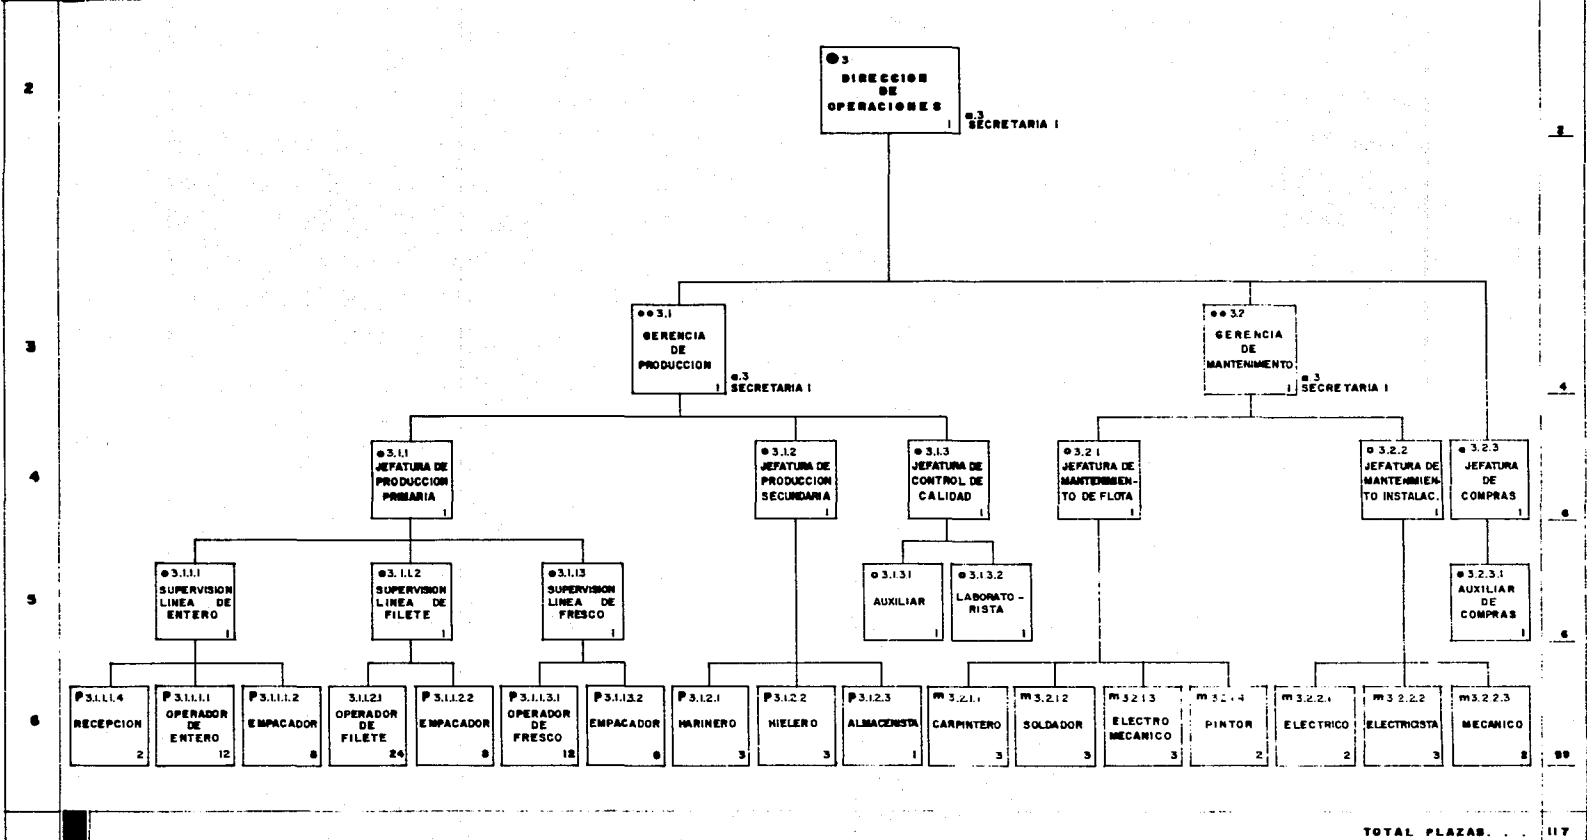 2
3
DIRECCION
DE
OPERACIONES
1
a.3
SECRETARIA 1
2
3
3.1
GERENCIA
DE
PRODUCCION
1
a.3
SECRETARIA 1
3.2
GERENCIA
DE
MANTENIMIENTO
1
a.3
SECRETARIA 1
4
4
3.1.1
JEFATURA DE
PRODUCCION
PRIMARIA
1
3.1.2
JEFATURA DE
PRODUCCION
SECUNDARIA
1
3.1.3
JEFATURA DE
CONTROL DE
CALIDAD
1
3.2.1
JEFATURA DE
MANTENIMIEN-
TO DE FLOTA
1
3.2.2
JEFATURA DE
MANTENIMIEN-
TO INSTALAC.
1
3.2.3
JEFATURA
DE
COMPRAS
1
6
5
3.1.1.1
SUPERVISION
LINEA DE
ENTERO
1
3.1.1.2
SUPERVISION
LINEA DE
FILETE
1
3.1.1.3
SUPERVISION
LINEA DE
FRESCO
1
3.1.3.1
AUXILIAR
1
3.1.3.2
LABORATO-
RISTA
1
3.2.3.1
AUXILIAR
DE
COMPRAS
1
6
6
P 3.1.1.1.4
RECEPCION
2
P 3.1.1.1.1
OPERADOR
DE
ENTERO
12
P 3.1.1.1.2
EMPACADOR
8
3.1.1.2.1
OPERADOR
DE
FILETE
24
P 3.1.1.2.2
EMPACADOR
8
P 3.1.1.3.1
OPERADOR
DE
FRESCO
12
P 3.1.1.3.2
EMPACADOR
6
P 3.1.2.1
HARINERO
3
P 3.1.2.2
HIELERO
3
P 3.1.2.3
ALMACENISTA
1
m 3.2.1.1
CARPINTERO
3
m 3.2.1.2
SOLDADOR
3
m 3.2.1.3
ELECTRO
MECANICO
3
m 3.2.1.4
PINTOR
2
m 3.2.2.1
ELECTRICO
2
m 3.2.2.2
ELECTRICISTA
3
m 3.2.2.3
MECANICO
2
99
TOTAL PLAZAS. . . 117